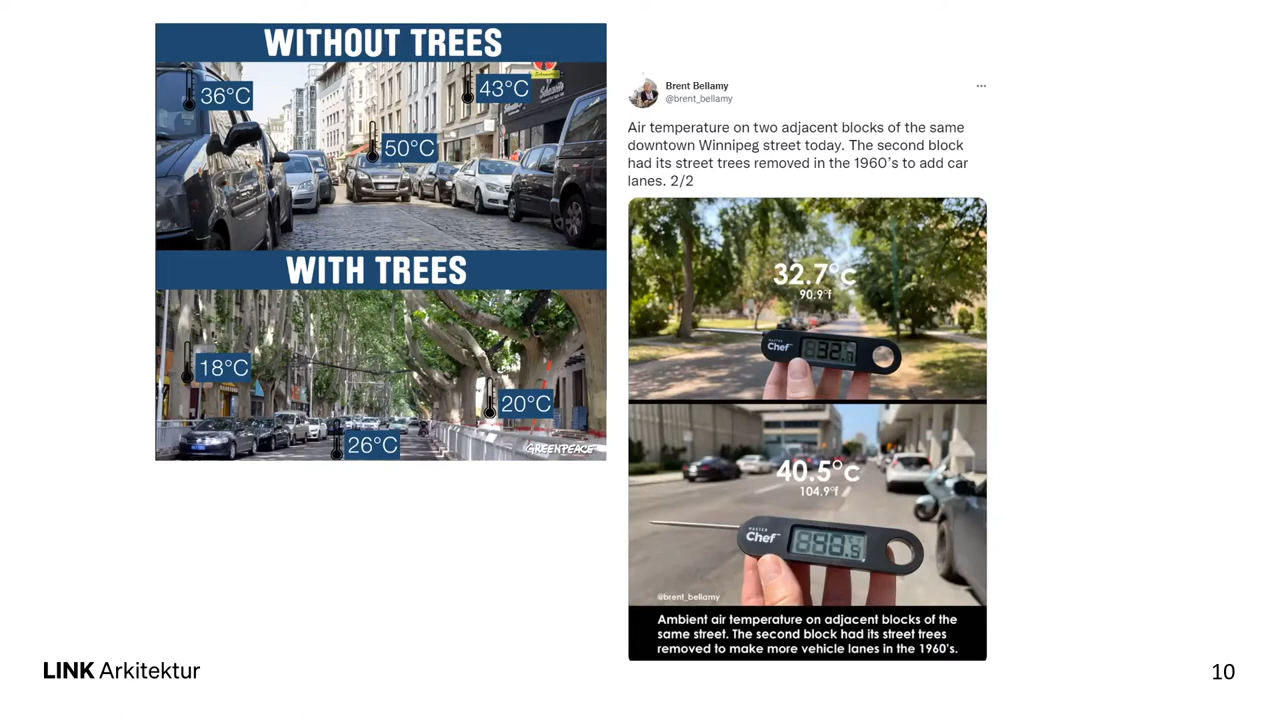 WITHOUT TREES
36°C
43°C
50°C
WITH TREES
18°C
20°C
26°C
GREENPEACE
Brent Bellamy
@brent_bellamy
Air temperature on two adjacent blocks of the same
downtown Winnipeg street today. The second block
had its street trees removed in the 1960's to add car
lanes. 2/2
32.7°C
90.9°f
MASTER
Chef
32.7
40.5°C
104.9°f
MASTER
Chef
@brent_bellamy
Ambient air temperature on adjacent blocks of the
same street. The second block had its street trees
removed to make more vehicle lanes in the 1960's.
LINK Arkitektur
10